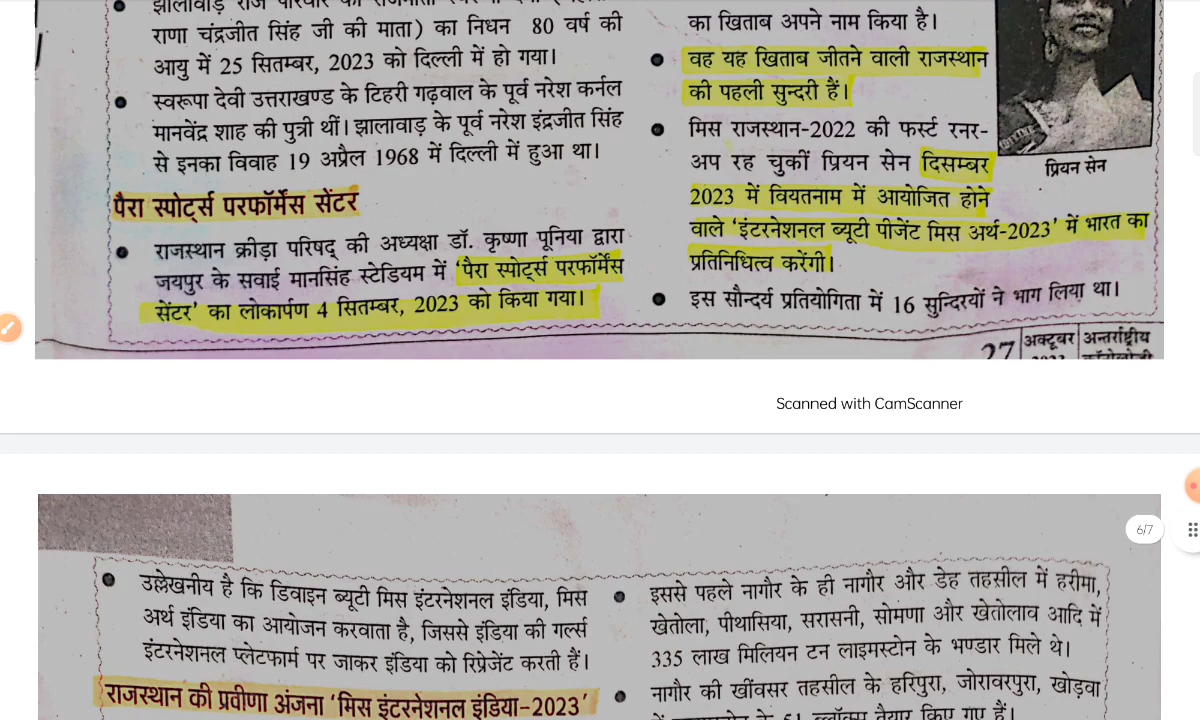 झालावाड़ राज परिवार की राजमाता
राणा चंद्रजीत सिंह जी की माता) का निधन 80 वर्ष की
आयु में 25 सितम्बर, 2023 को दिल्ली में हो गया।
स्वरूपा देवी उत्तराखण्ड के टिहरी गढ़वाल के पूर्व नरेश कर्नल
मानवेंद्र शाह की पुत्री थीं। झालावाड़ के पूर्व नरेश इंद्रजीत सिंह
से इनका विवाह 19 अप्रैल 1968 में दिल्ली में हुआ था।
पैरा स्पोर्ट्स परफॉर्मेंस सेंटर
राजस्थान क्रीड़ा परिषद् की अध्यक्षा डॉ. कृष्णा पूनिया द्वारा
जयपुर के सवाई मानसिंह स्टेडियम में 'पैरा स्पोर्ट्स परफॉर्मेंस
सेंटर' का लोकार्पण 4 सितम्बर, 2023 को किया गया।
का खिताब अपने नाम किया है।
वह यह खिताब जीतने वाली राजस्थान
की पहली सुन्दरी हैं।
मिस राजस्थान-2022 की फर्स्ट रनर-
अप रह चुकीं प्रियन सेन दिसम्बर
2023 में वियतनाम में आयोजित होने
वाले 'इंटरनेशनल ब्यूटी पीजेंट मिस अर्थ-2023' में भारत का
प्रतिनिधित्व करेंगी।
इस सौन्दर्य प्रतियोगिता में 16 सुन्दिरयों ने भाग लिया था।
प्रियन सेन
27
अक्टूबर
अन्तर्राष्ट्रीय
Scanned with CamScanner
6/7
उल्लेखनीय है कि डिवाइन ब्यूटी मिस इंटरनेशनल इंडिया, मिस
अर्थ इंडिया का आयोजन करवाता है, जिससे इंडिया की गर्ल्स
इंटरनेशनल प्लेटफार्म पर जाकर इंडिया को रिप्रेजेंट करती हैं।
राजस्थान की प्रवीणा अंजना 'मिस इंटरनेशनल इंडिया-2023'
इससे पहले नागौर के ही नागौर और डेह तहसील में हरीमा,
खेतोला, पीथासिया, सरासनी, सोमणा और खेतोलाव आदि में
335 लाख मिलियन टन लाइमस्टोन के भण्डार मिले थे।
नागौर की खींवसर तहसील के हरिपुरा, जोरावरपुरा, खोड़वा
के 51 ब्लॉक्स तैयार किए गए हैं।